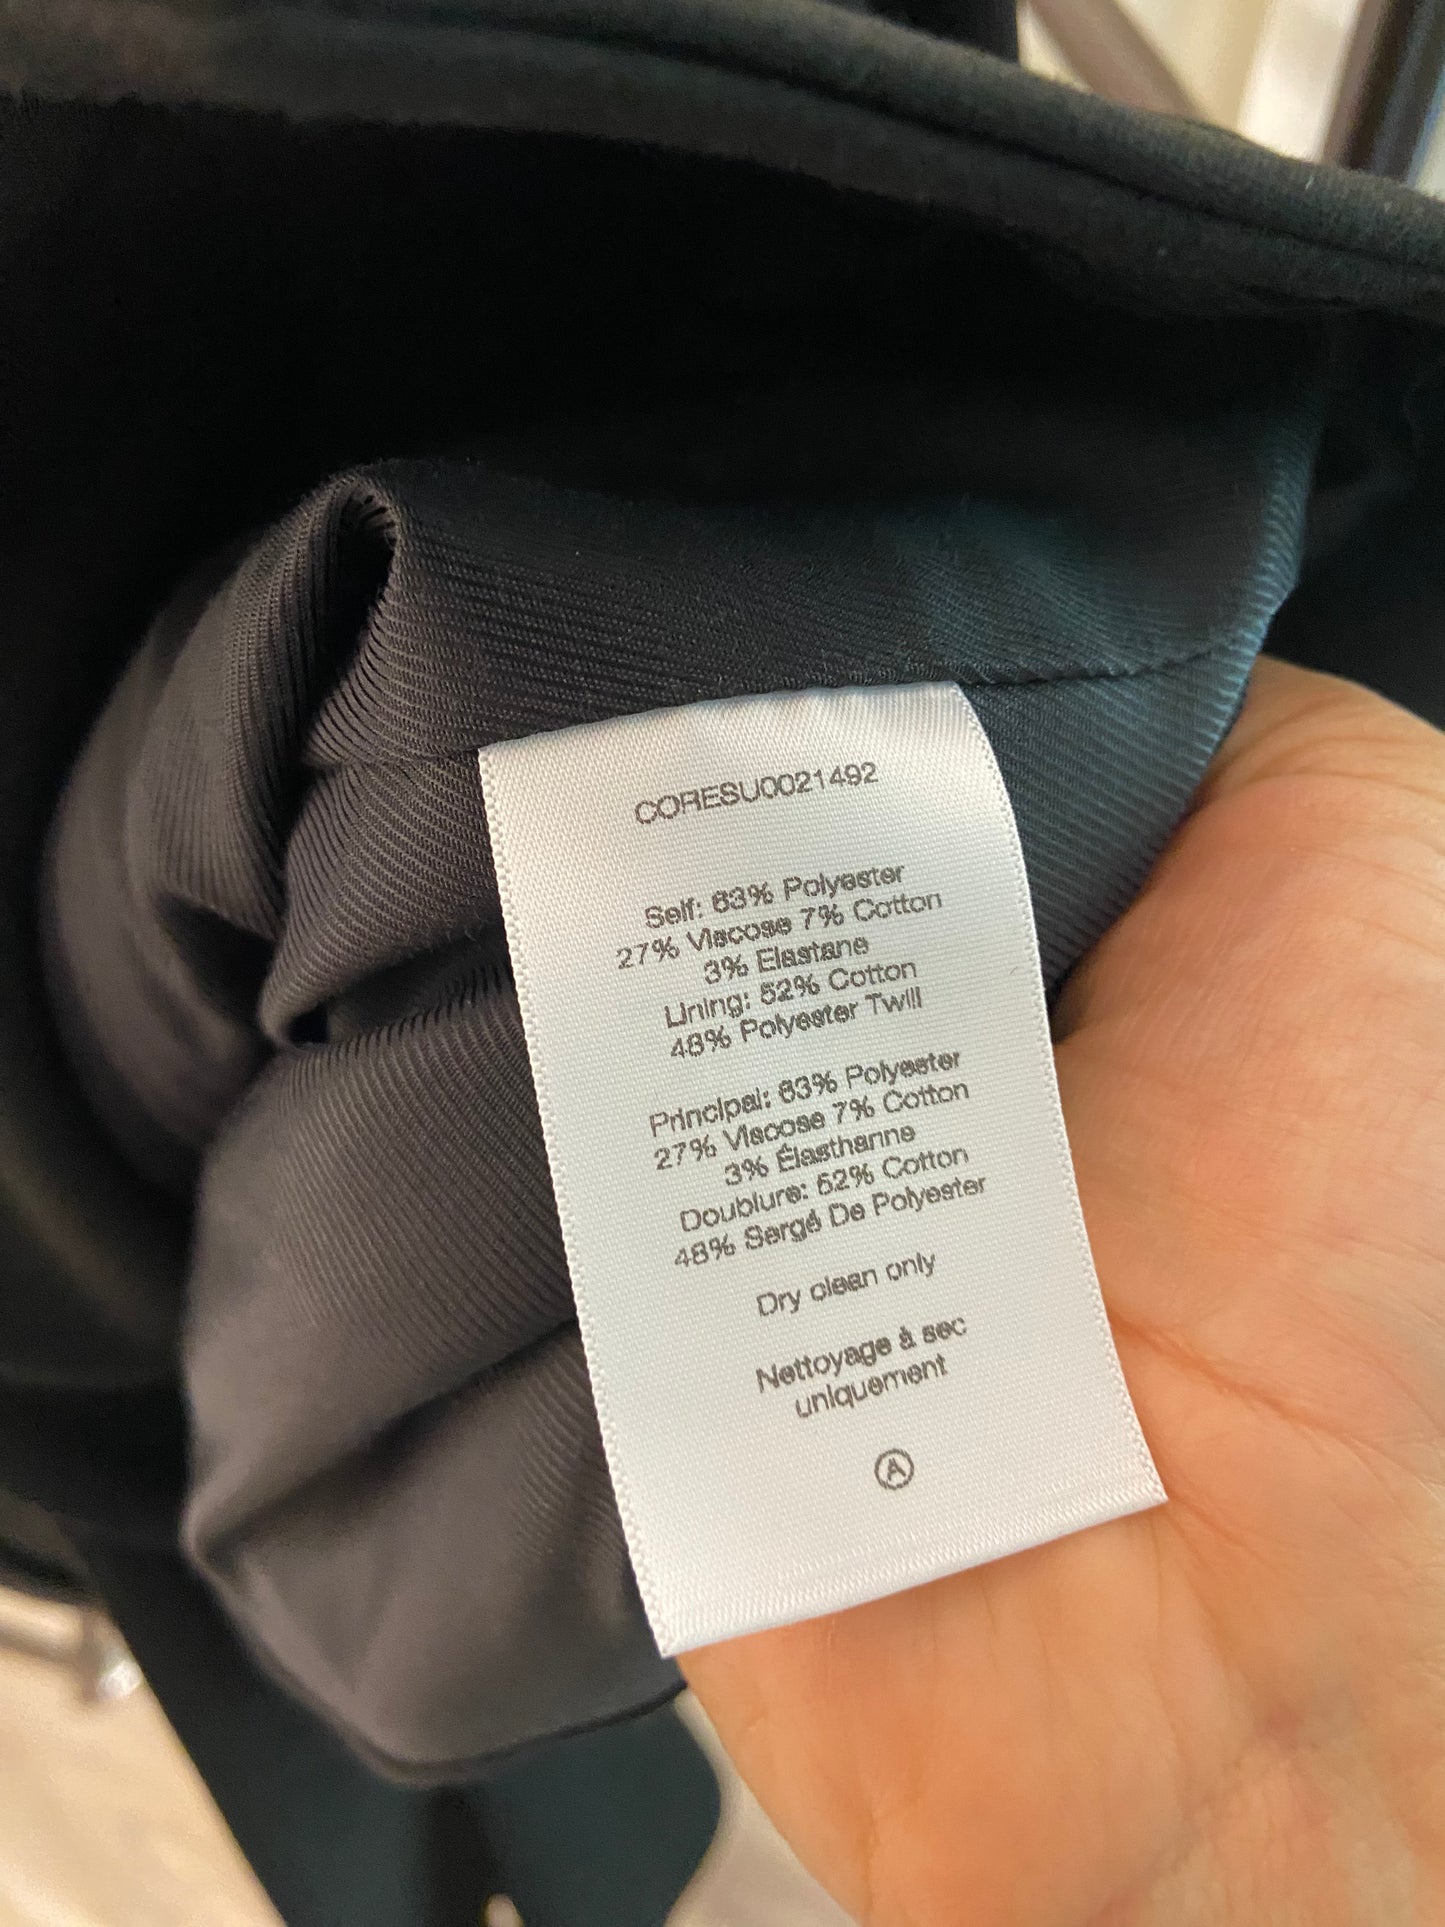 CORESU0021492
Self: 63% Polyester
27% Viscose 7% Cotton
3% Elastane
Lining: 52% Cotton
48% Polyester Twill
Principal: 63% Polyester
27% Viscose 7% Cotton
3% Élasthanne
Doublure: 52% Cotton
48% Sergé De Polyester
Dry clean only
Nettoyage à sec
uniquement
A